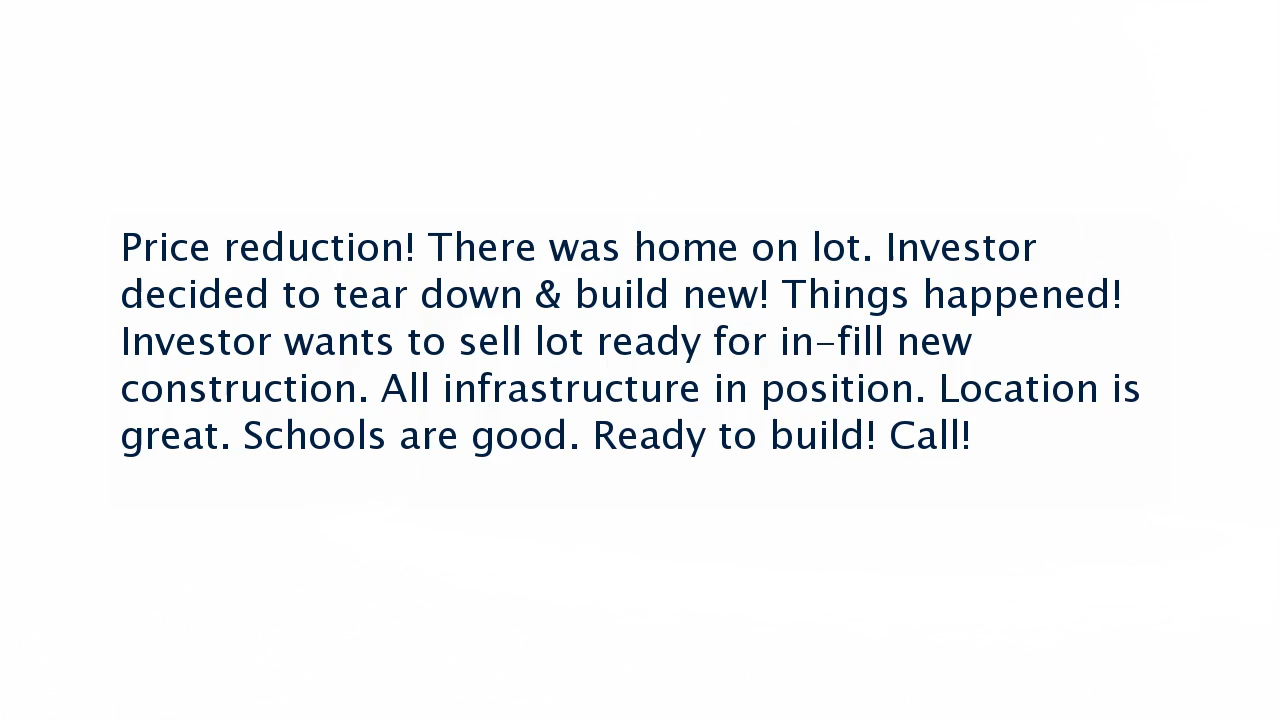 Price reduction! There was home on lot. Investor
decided to tear down & build new! Things happened!
Investor wants to sell lot ready for in-fill new
construction. All infrastructure in position. Location is
great. Schools are good. Ready to build! Call!